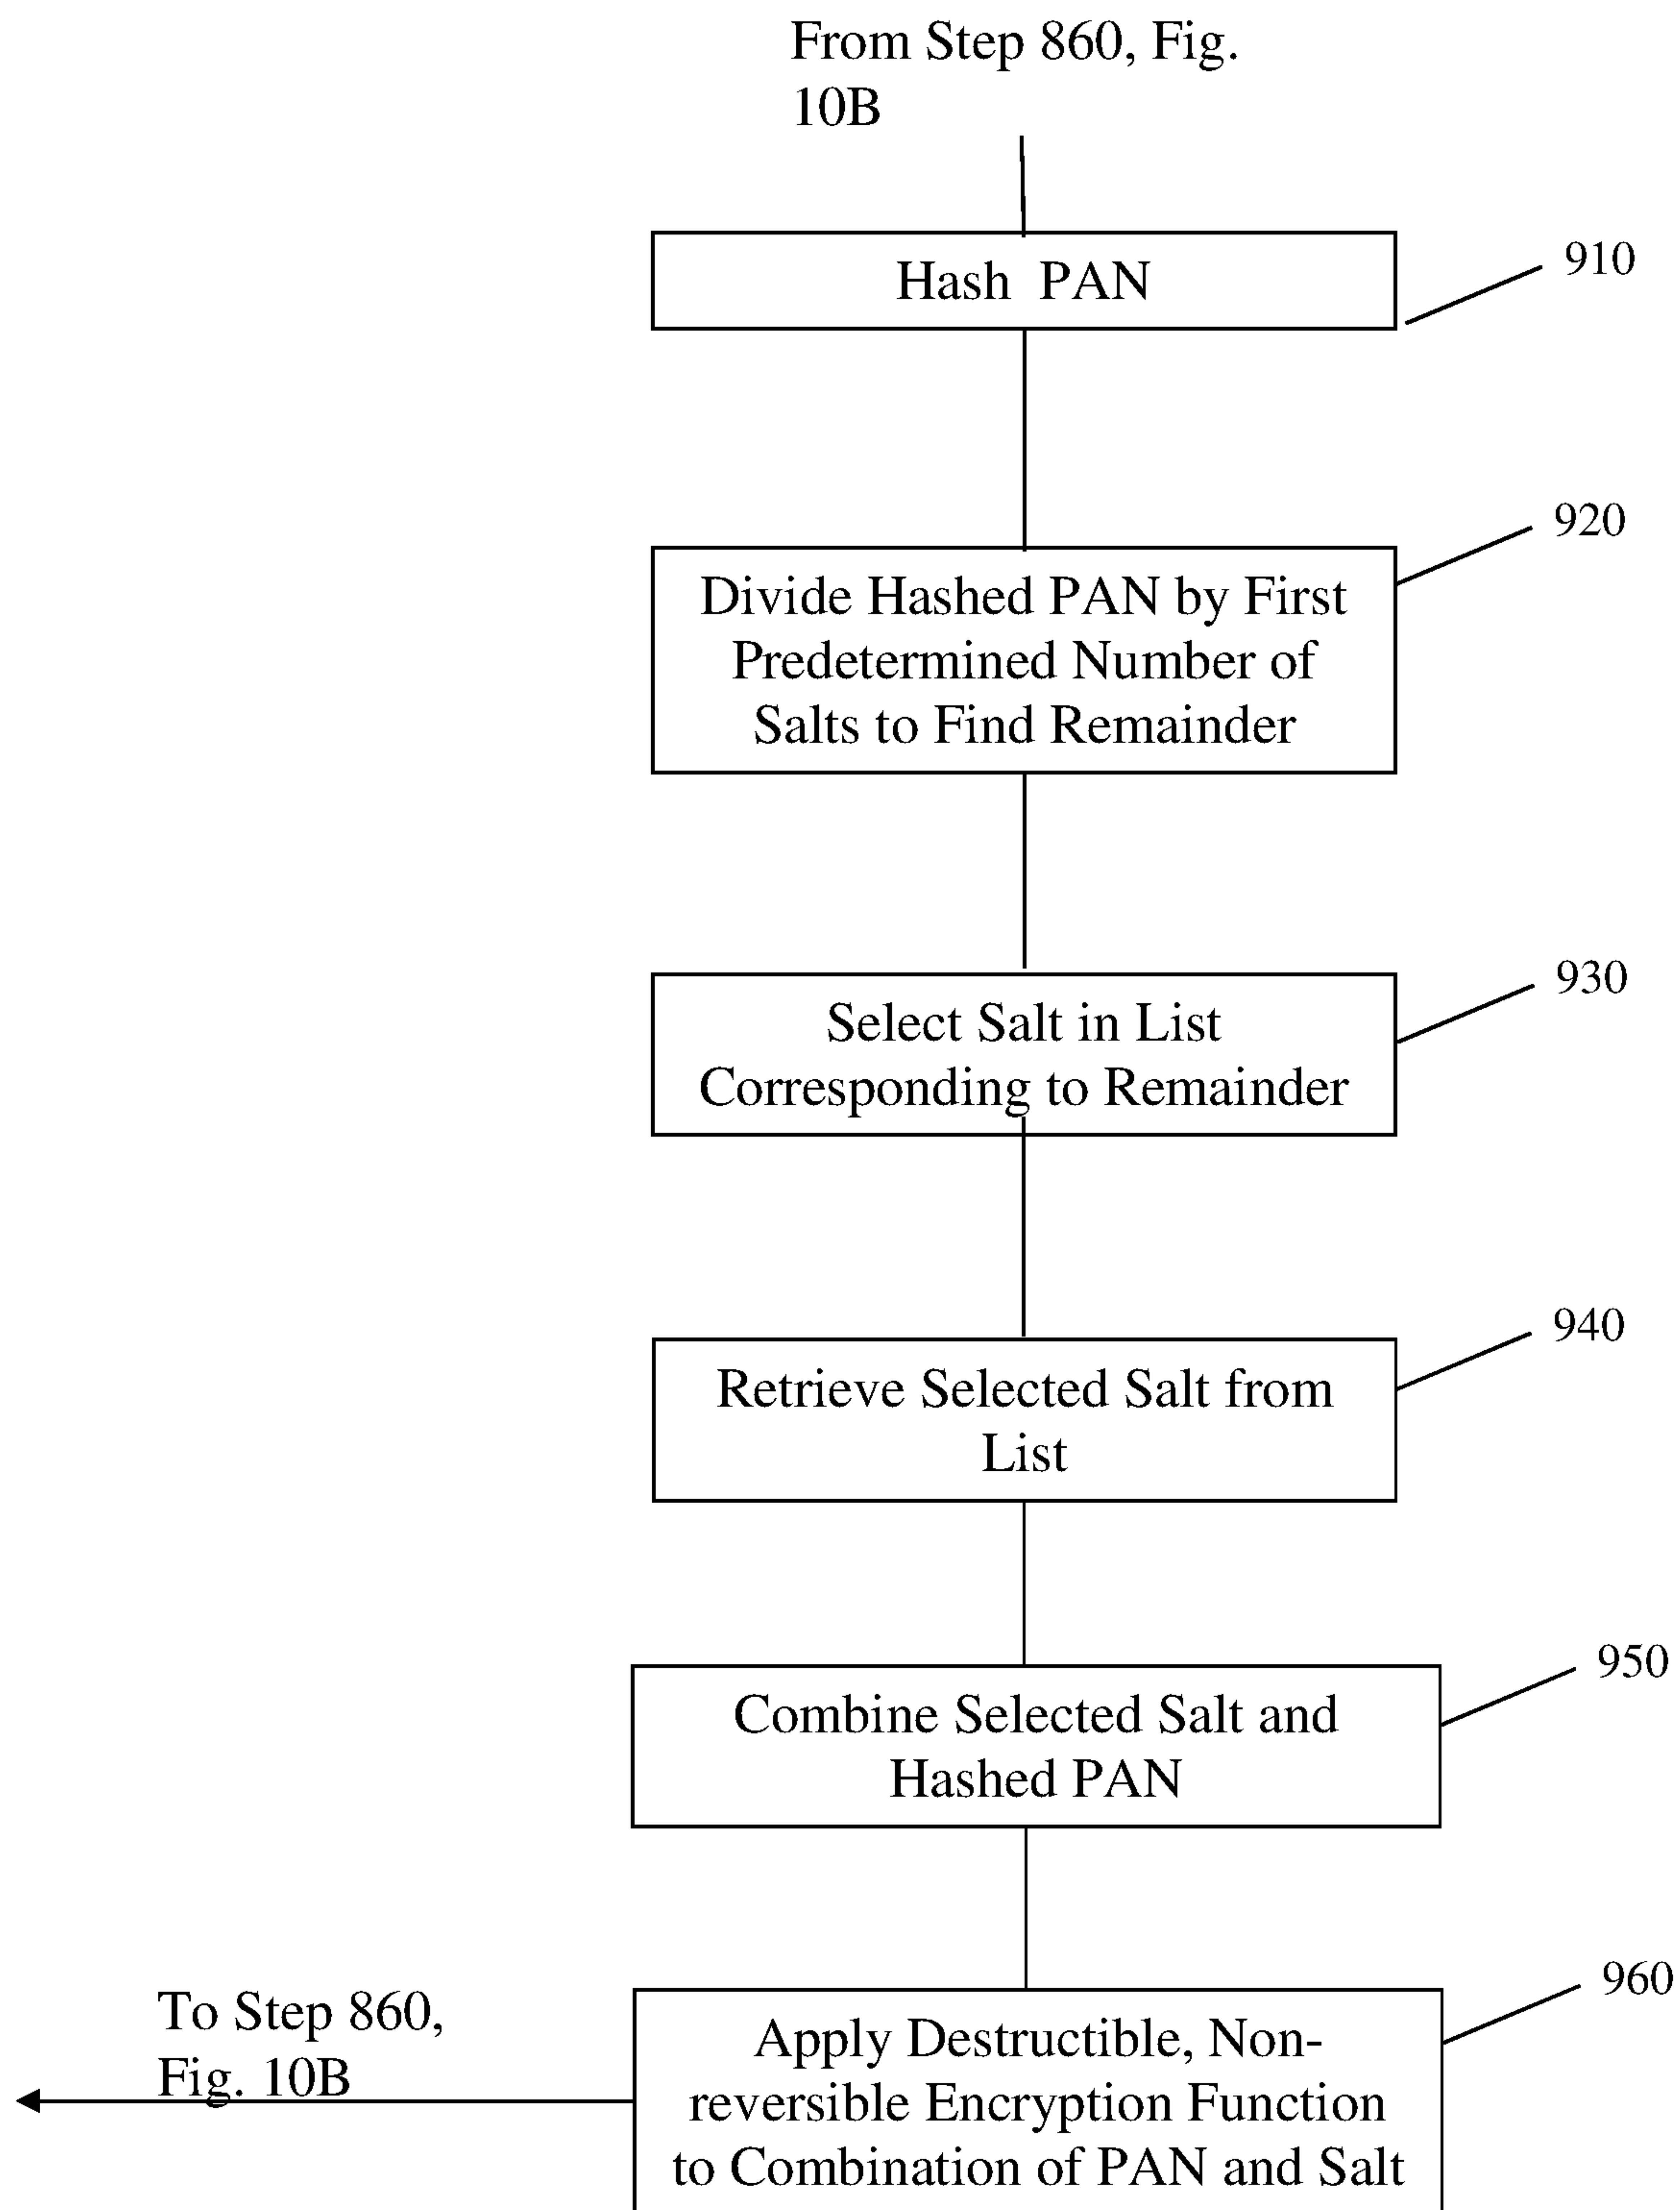 From Step 860, Fig.
10B
Hash PAN
910
920
Divide Hashed PAN by First
Predetermined Number of
Salts to Find Remainder
930
Select Salt in List
Corresponding to Remainder
940
Retrieve Selected Salt from
List
950
Combine Selected Salt and
Hashed PAN
960
To Step 860,
Fig. 10B
Apply Destructible, Non-
reversible Encryption Function
to Combination of PAN and Salt